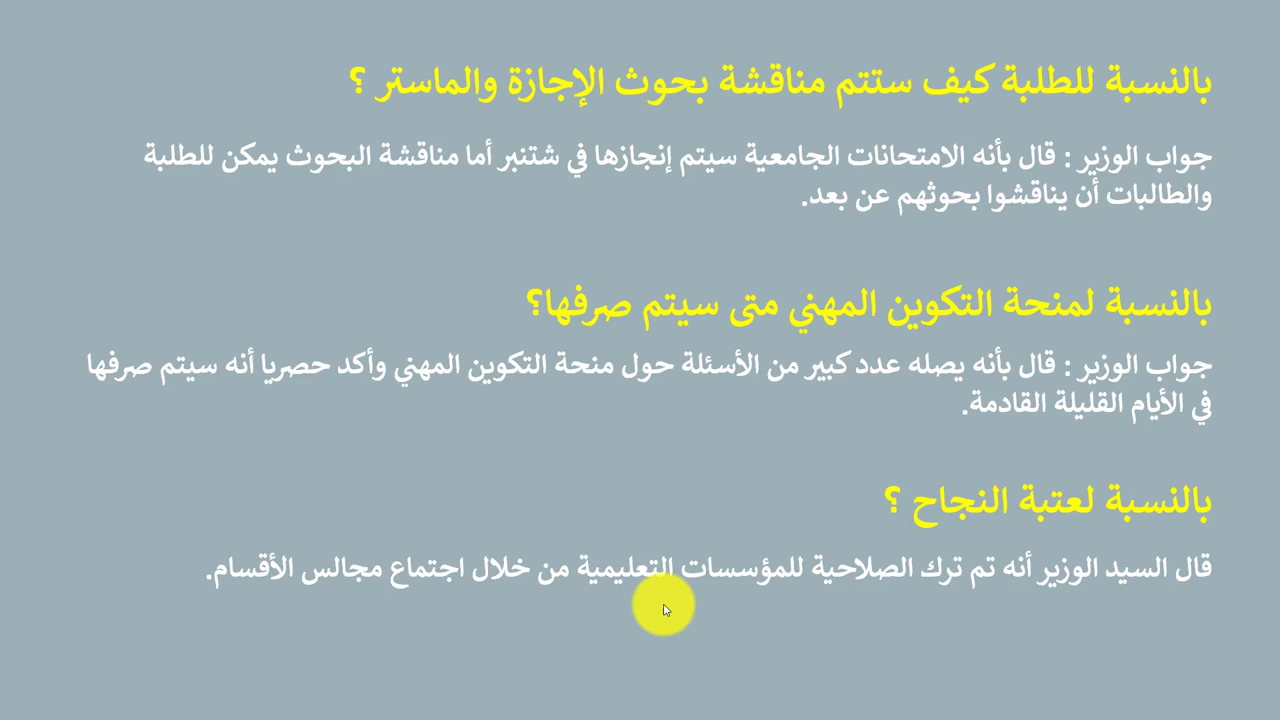 بالنسبة للطلبة كيف ستتم مناقشة بحوث الإجازة والماستر ؟
جواب الوزير : قال بأنه الامتحانات الجامعية سيتم إنجازها في شتنبر أما مناقشة البحوث يمكن للطلبة
والطالبات أن يناقشوا بحوثهم عن بعد.
بالنسبة لمنحة التكوين المهني متى سيتم صرفها؟
جواب الوزير : قال بأنه يصله عدد كبير من الأسئلة حول منحة التكوين المهني وأكد حصريا أنه سيتم صرفها
في الأيام القليلة القادمة.
بالنسبة لعتبة النجاح ؟
قال السيد الوزير أنه تم ترك الصلاحية للمؤسسات التعليمية من خلال اجتماع مجالس الأقسام.